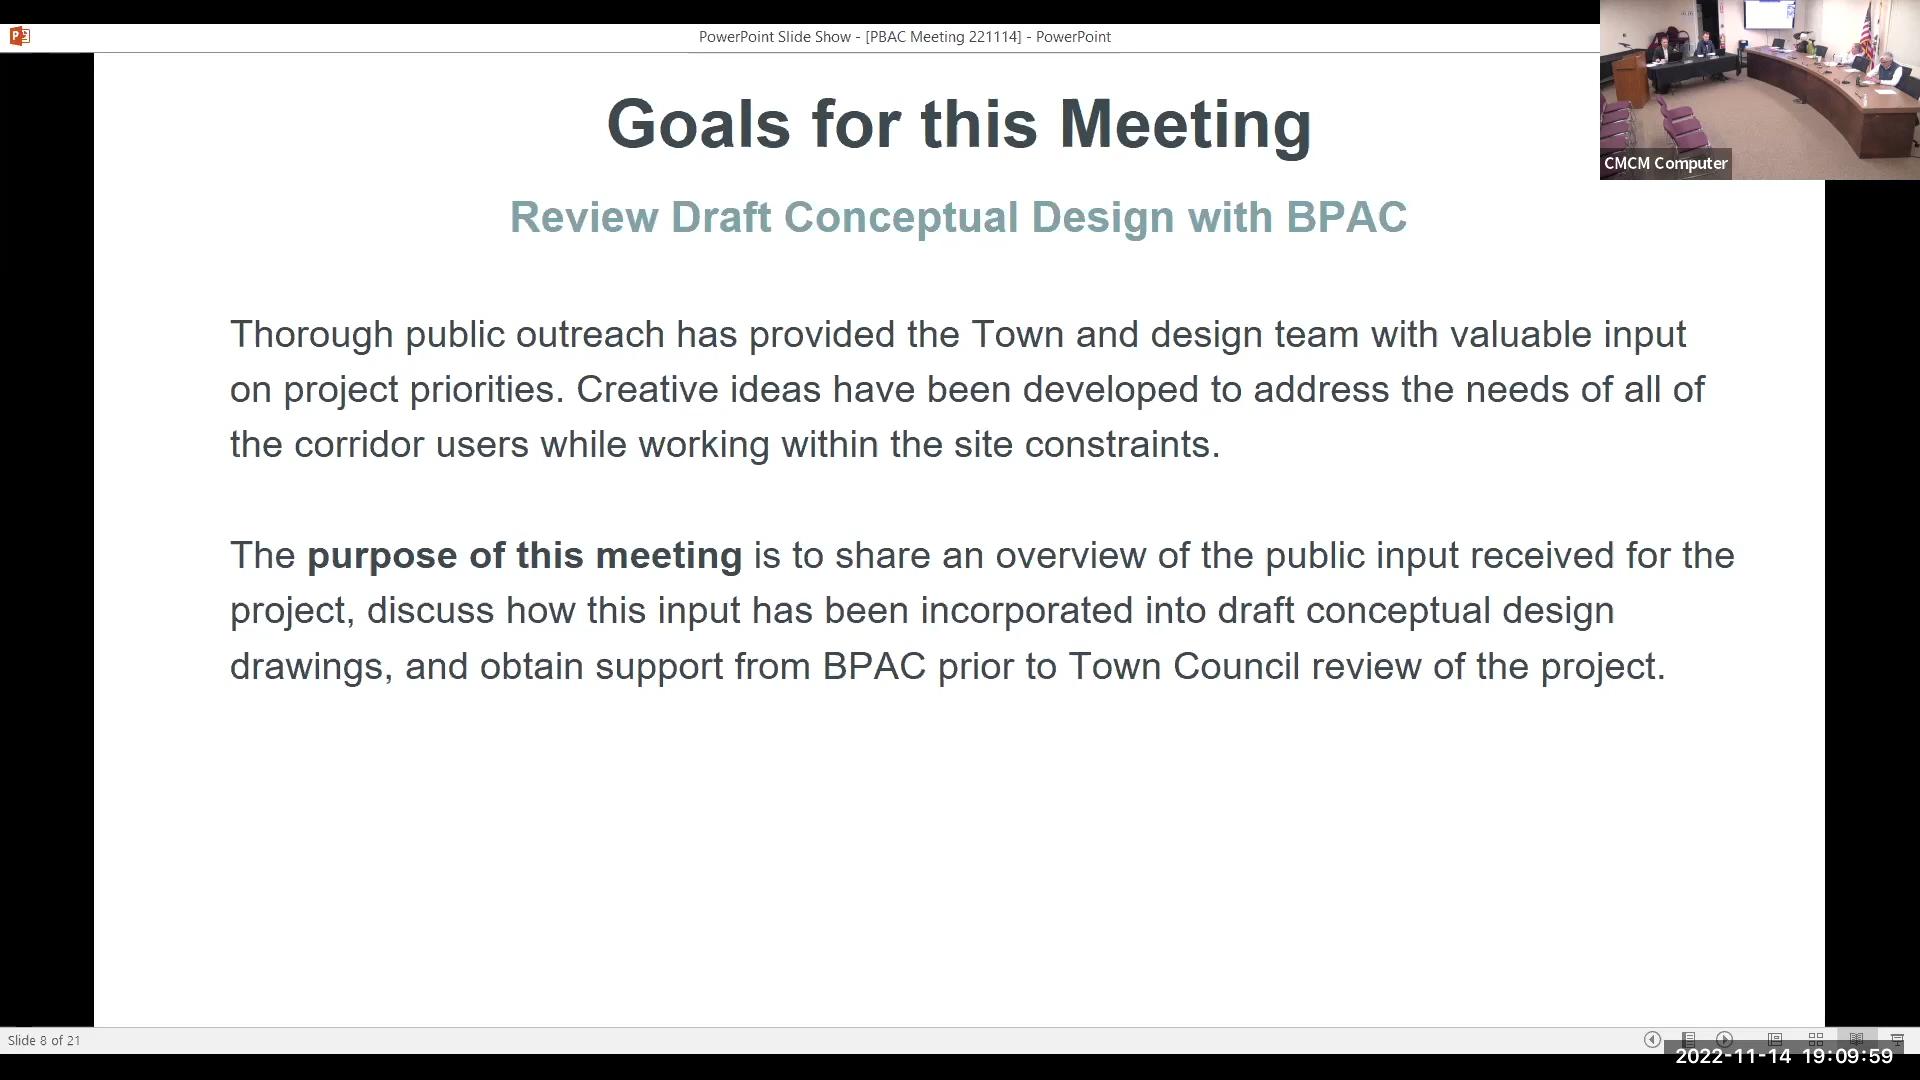 PowerPoint Slide Show - [PBAC Meeting 221114] - PowerPoint
CMCM Computer
Goals for this Meeting
Review Draft Conceptual Design with BPAC
Thorough public outreach has provided the Town and design team with valuable input
on project priorities. Creative ideas have been developed to address the needs of all of
the corridor users while working within the site constraints.
The purpose of this meeting is to share an overview of the public input received for the
project, discuss how this input has been incorporated into draft conceptual design
drawings, and obtain support from BPAC prior to Town Council review of the project.
Slide 8 of 21
2022-11-14 19:09:59